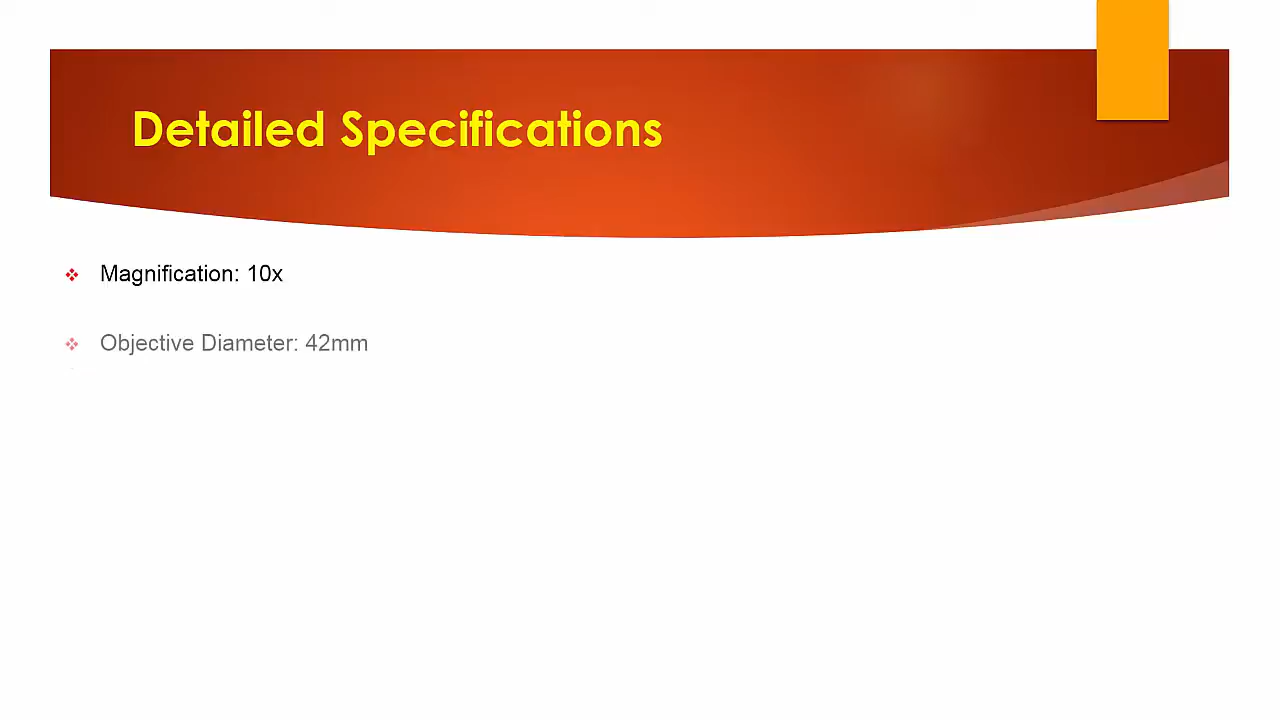 Detailed Specifications
Magnification: 10x
Objective Diameter: 42mm